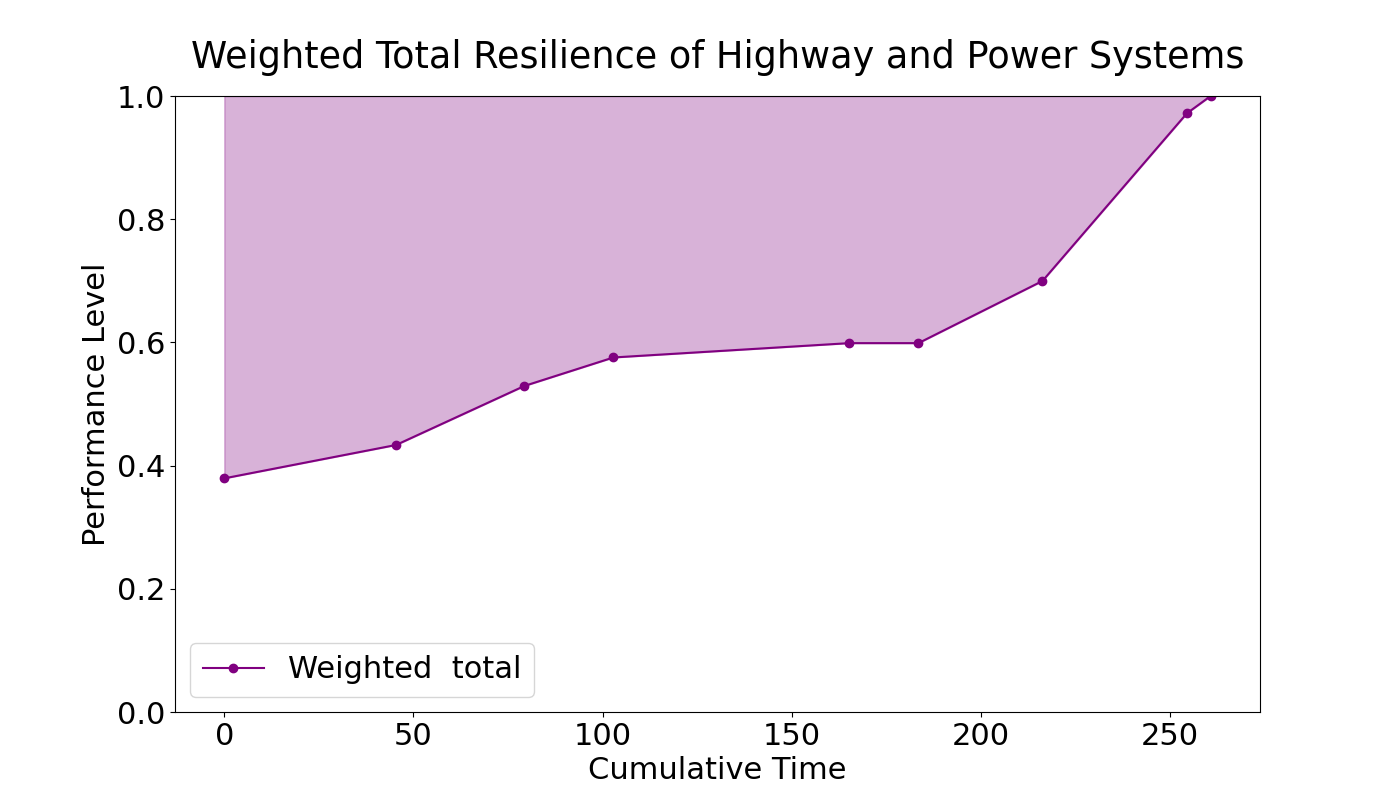 Weighted Total Resilience of Highway and Power Systems
1.0
0.8
0.6
0.4
0.2
0.0
Performance Level
Weighted  total
0 50 100 150 200 250
Cumulative Time